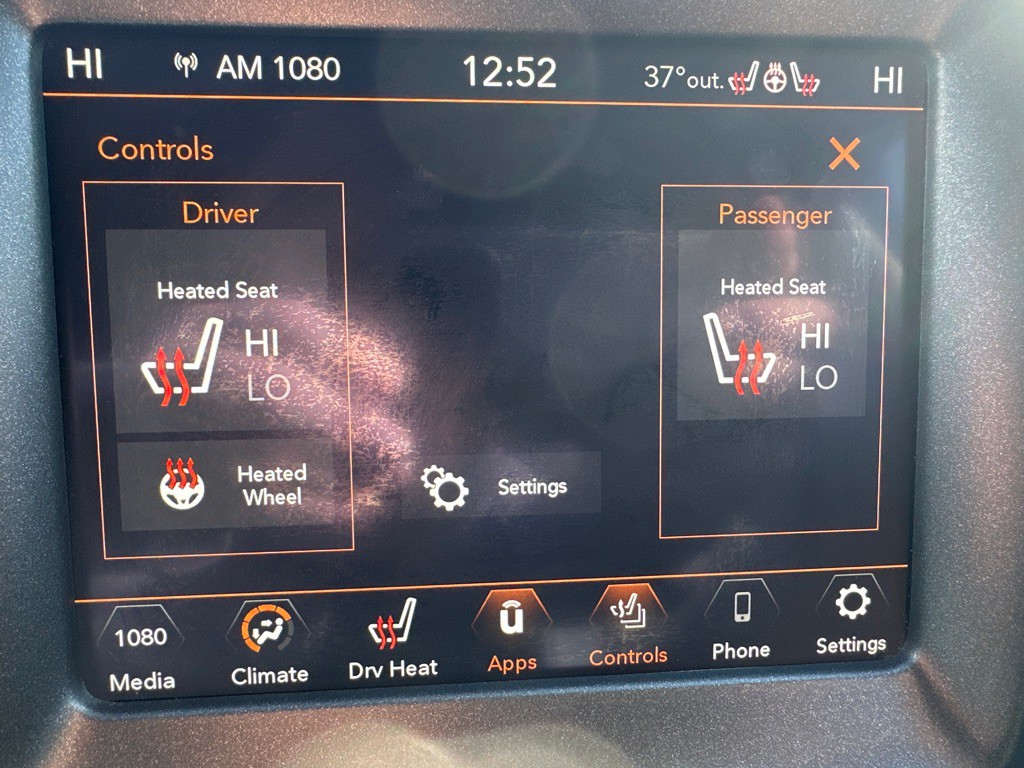 HI AM 1080 12:52 37°out. HI
Controls
Driver
Heated Seat
HI
LO
Heated
Wheel
Settings
Passenger
Heated Seat
HI
LO
1080
Media
Climate
Drv Heat
ū
Apps
Controls
Phone
Settings